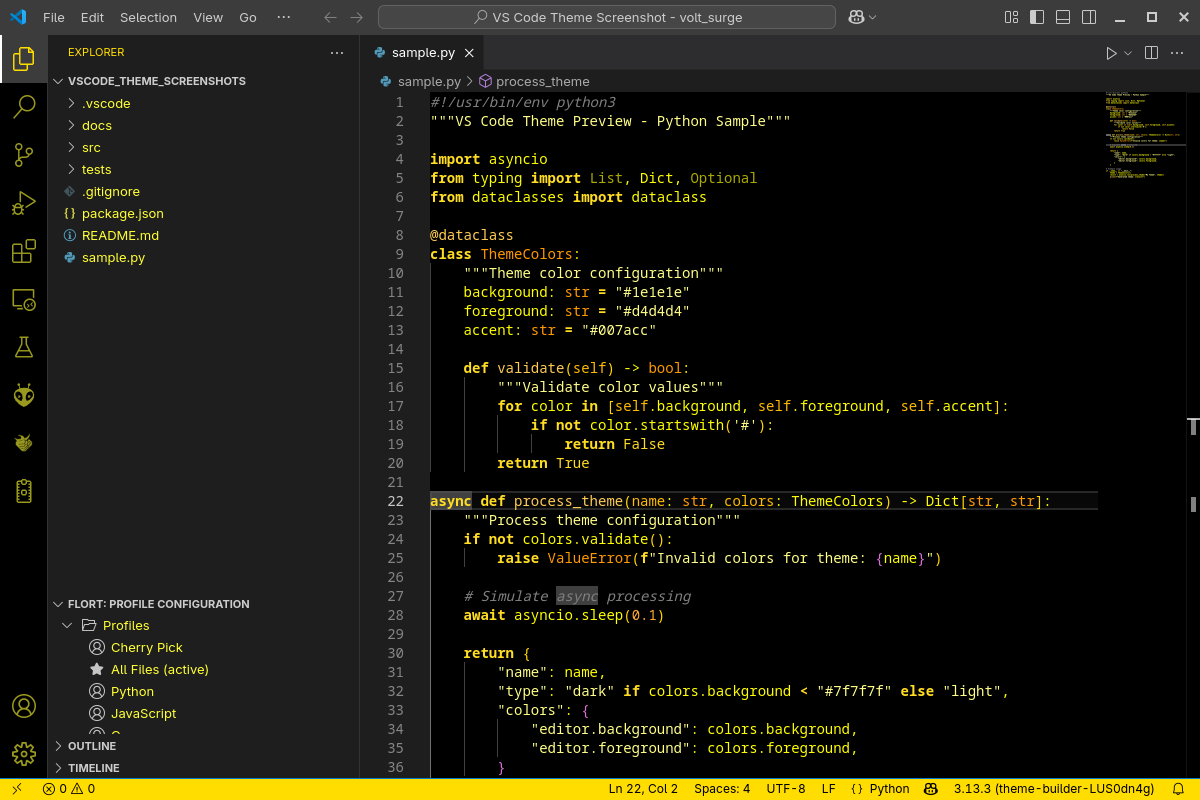 File Edit Selection View Go ··· VS Code Theme Screenshot - volt_surge
EXPLORER ···
VSCODE_THEME_SCREENSHOTS
.vscode
docs
src
tests
.gitignore
{} package.json
README.md
sample.py
FLORT: PROFILE CONFIGURATION
Profiles
Cherry Pick
All Files (active)
Python
JavaScript
OUTLINE
TIMELINE
sample.py
sample.py > process_theme
1 #!/usr/bin/env python3
2 """VS Code Theme Preview - Python Sample"""
3
4 import asyncio
5 from typing import List, Dict, Optional
6 from dataclasses import dataclass
7
8 @dataclass
9 class ThemeColors:
10     """Theme color configuration"""
11     background: str = "#1e1e1e"
12     foreground: str = "#d4d4d4"
13     accent: str = "#007acc"
14
15     def validate(self) -> bool:
16         """Validate color values"""
17         for color in [self.background, self.foreground, self.accent]:
18             if not color.startswith('#'):
19                 return False
20         return True
21
22 async def process_theme(name: str, colors: ThemeColors) -> Dict[str, str]:
23     """Process theme configuration"""
24     if not colors.validate():
25         raise ValueError(f"Invalid colors for theme: {name}")
26
27     # Simulate async processing
28     await asyncio.sleep(0.1)
29
30     return {
31         "name": name,
32         "type": "dark" if colors.background < "#7f7f7f" else "light",
33         "colors": {
34             "editor.background": colors.background,
35             "editor.foreground": colors.foreground,
36         }
0 0 Ln 22, Col 2 Spaces: 4 UTF-8 LF {} Python 3.13.3 (theme-builder-LUS0dn4g)